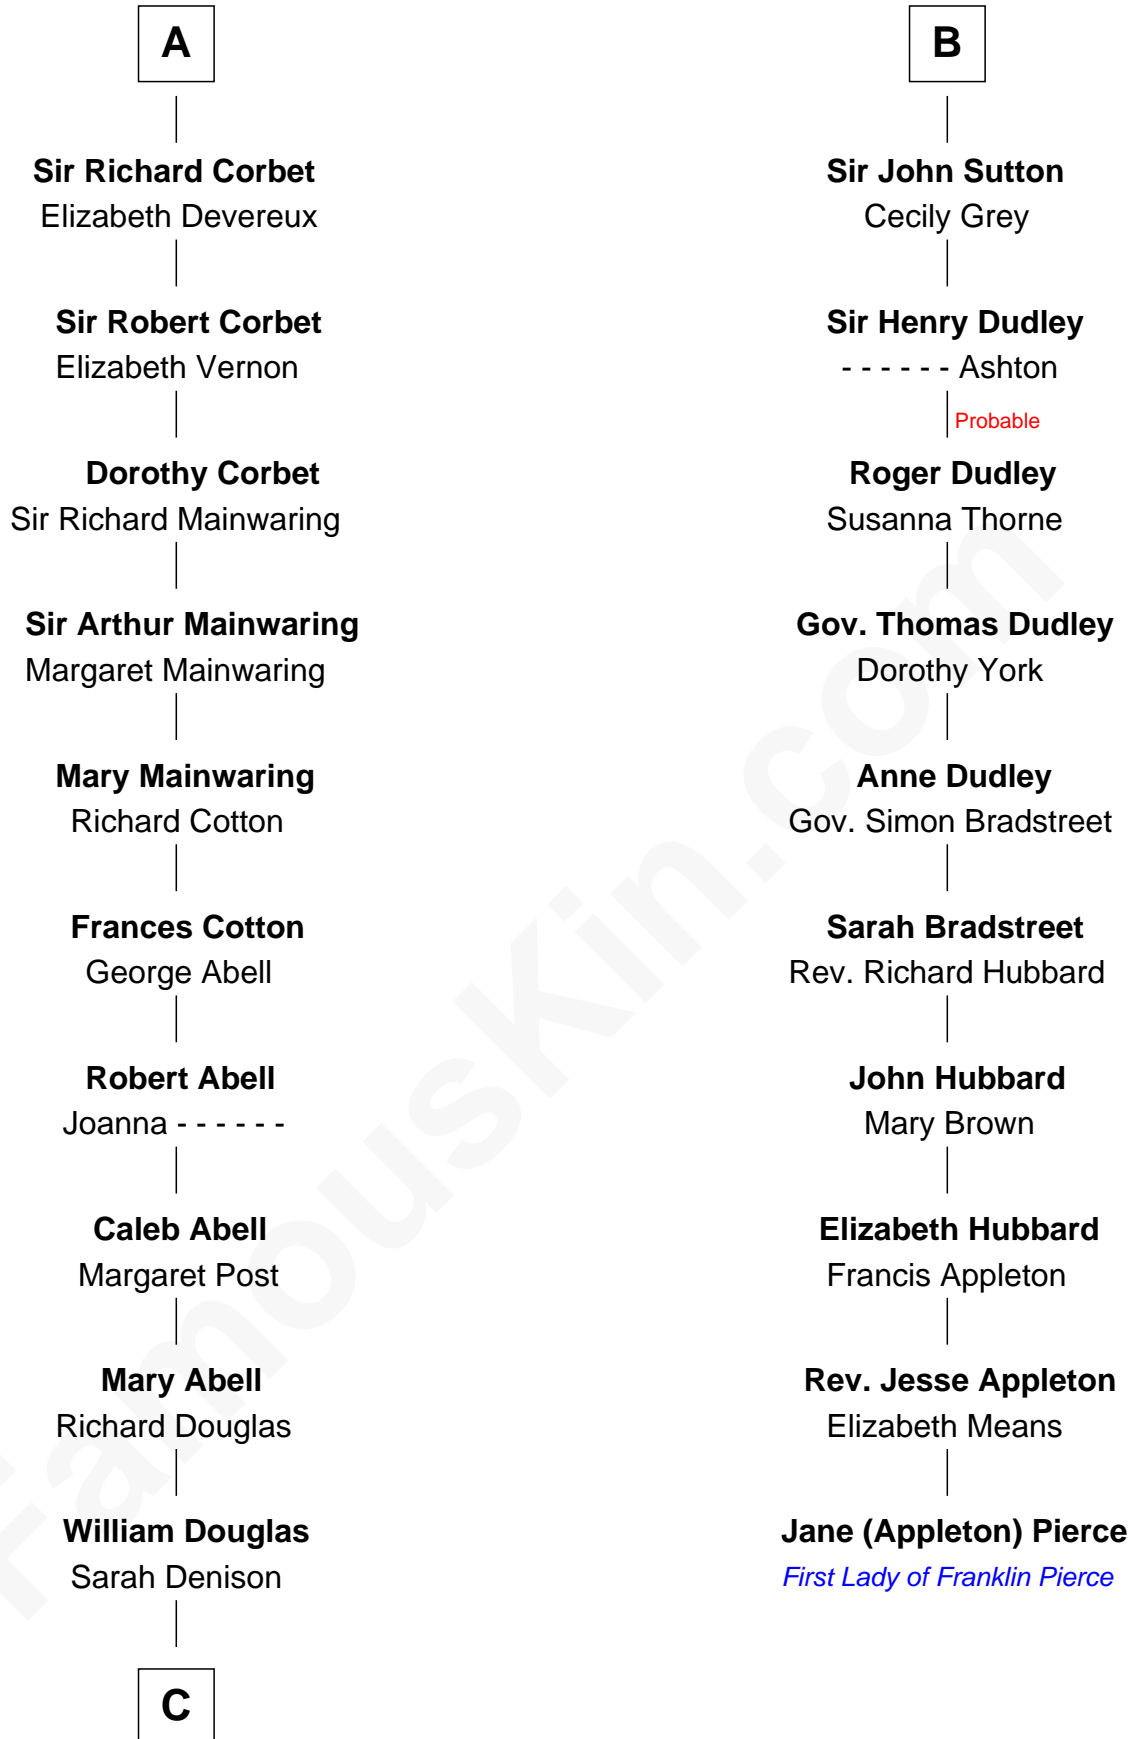 A
Sir Richard Corbet
Elizabeth Devereux
Sir Robert Corbet
Elizabeth Vernon
Dorothy Corbet
Sir Richard Mainwaring
Sir Arthur Mainwaring
Margaret Mainwaring
Mary Mainwaring
Richard Cotton
Frances Cotton
George Abell
Robert Abell
Joanna - - - - - -
Caleb Abell
Margaret Post
Mary Abell
Richard Douglas
William Douglas
Sarah Denison
C
B
Sir John Sutton
Cecily Grey
Sir Henry Dudley
- - - - - - Ashton
Probable
Roger Dudley
Susanna Thorne
Gov. Thomas Dudley
Dorothy York
Anne Dudley
Gov. Simon Bradstreet
Sarah Bradstreet
Rev. Richard Hubbard
John Hubbard
Mary Brown
Elizabeth Hubbard
Francis Appleton
Rev. Jesse Appleton
Elizabeth Means
Jane (Appleton) Pierce
First Lady of Franklin Pierce
FamousKin.com